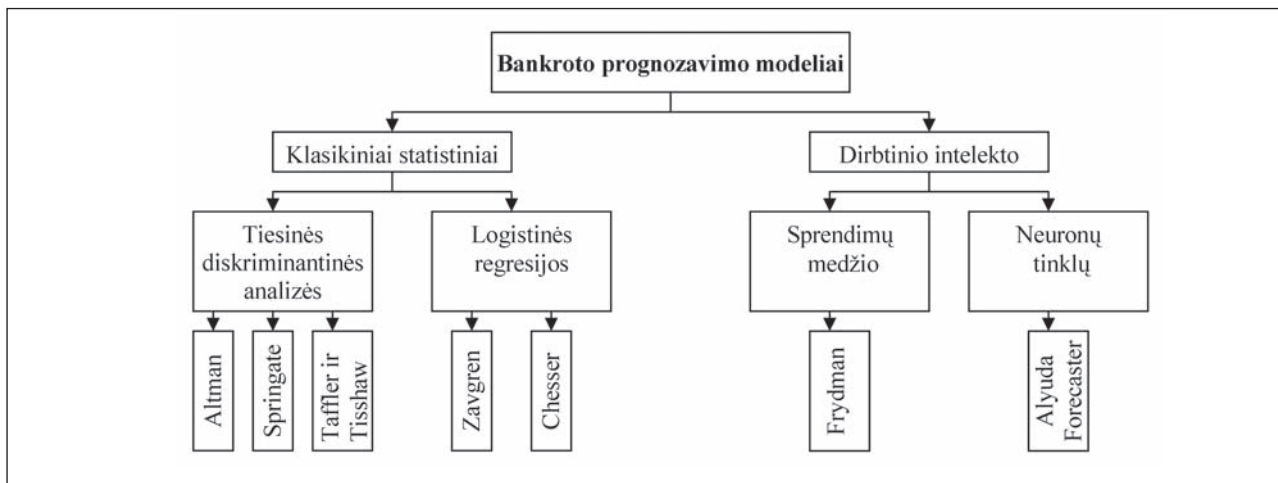 Bankroto prognozavimo modeliai
Klasikiniai statistiniai
Dirbtinio intelekto
Tiesinės
diskriminantinės
analizės
Logistinės
regresijos
Sprendimų
medžio
Neuronų
tinklų
Altman
Springate
Taffler ir
Tisshaw
Zavgren
Chesser
Frydman
Alyuda
Forecaster